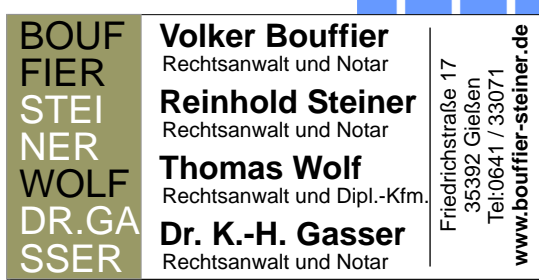 BOUF
FIER
STEI
NER
WOLF
DR.GA
SSER
Volker Bouffier
Rechtsanwalt und Notar
Reinhold Steiner
Rechtsanwalt und Notar
Thomas Wolf
Rechtsanwalt und Dipl.-Kfm.
Dr. K.-H. Gasser
Rechtsanwalt und Notar
Friedrichstraße 17
35392 Gießen
Tel:0641 / 33071
www.bouffier-steiner.de